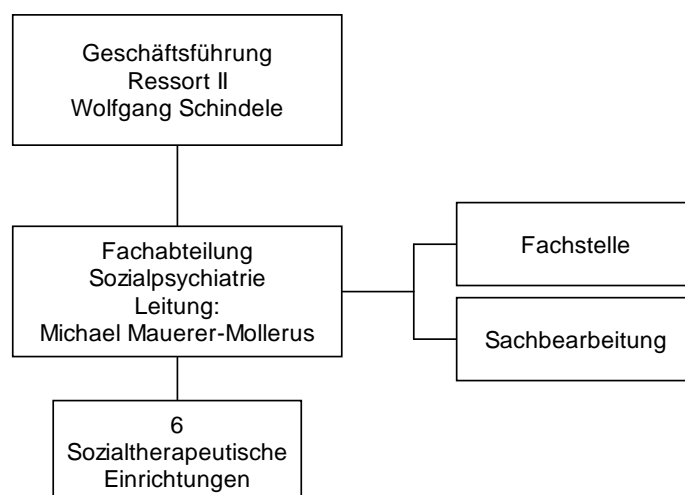 Geschäftsführung
Ressort II
Wolfgang Schindele
Fachabteilung
Sozialpsychiatrie
Leitung:
Michael Mauerer-Mollerus
Fachstelle
Sachbearbeitung
6
Sozialtherapeutische
Einrichtungen